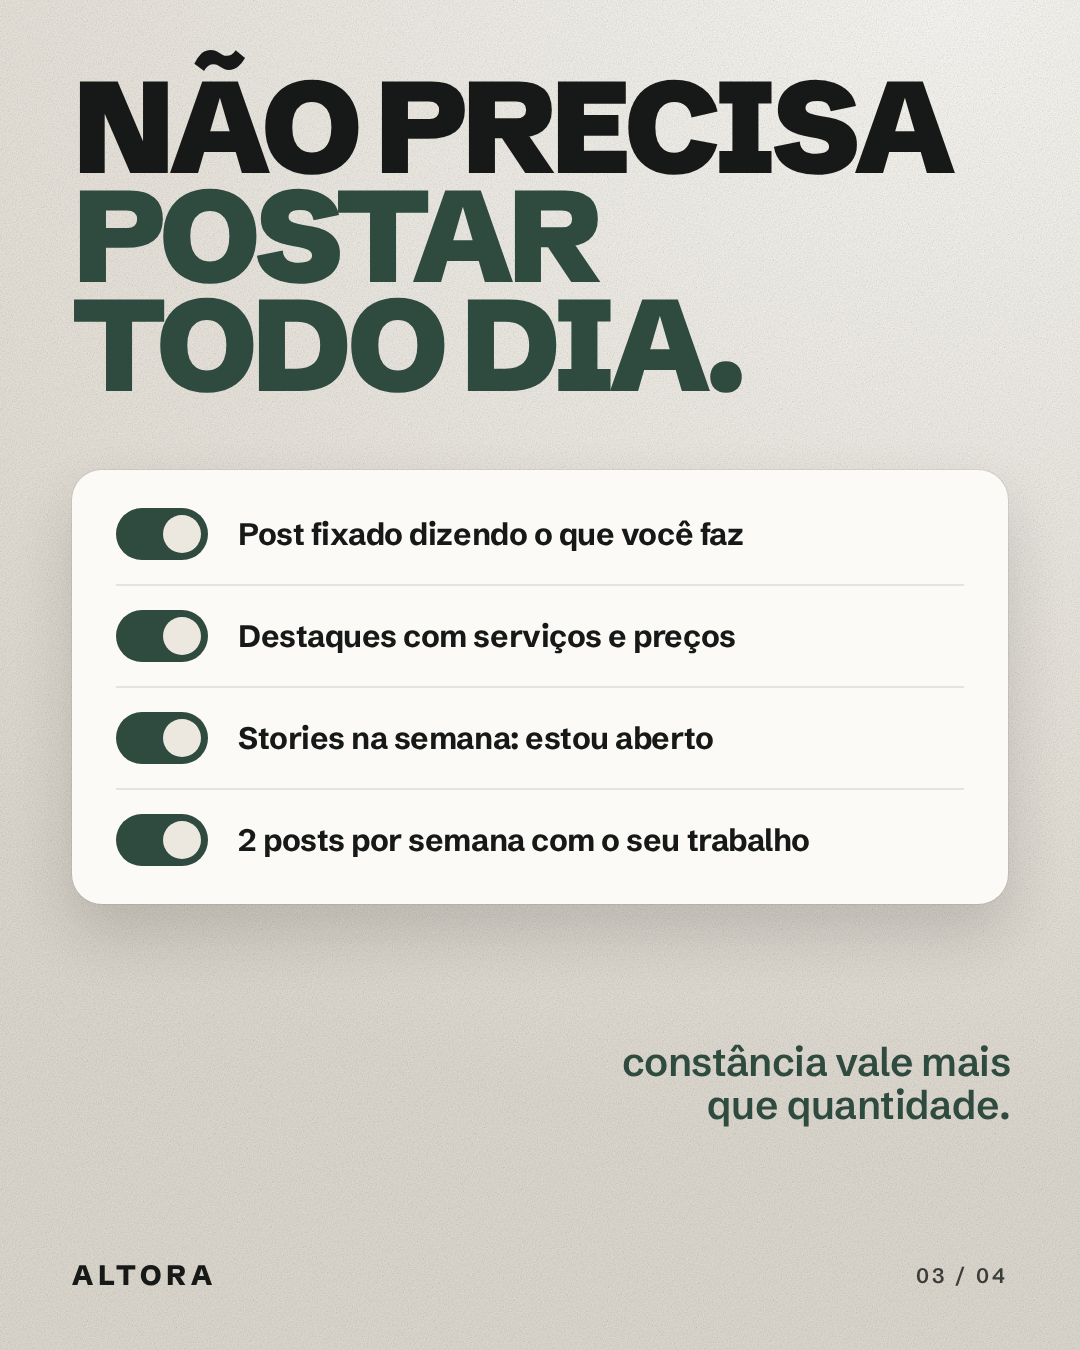 NÃO PRECISA
POSTAR
TODO DIA.
Post fixado dizendo o que você faz
Destaques com serviços e preços
Stories na semana: estou aberto
2 posts por semana com o seu trabalho
constância vale mais
que quantidade.
ALTORA
03 / 04